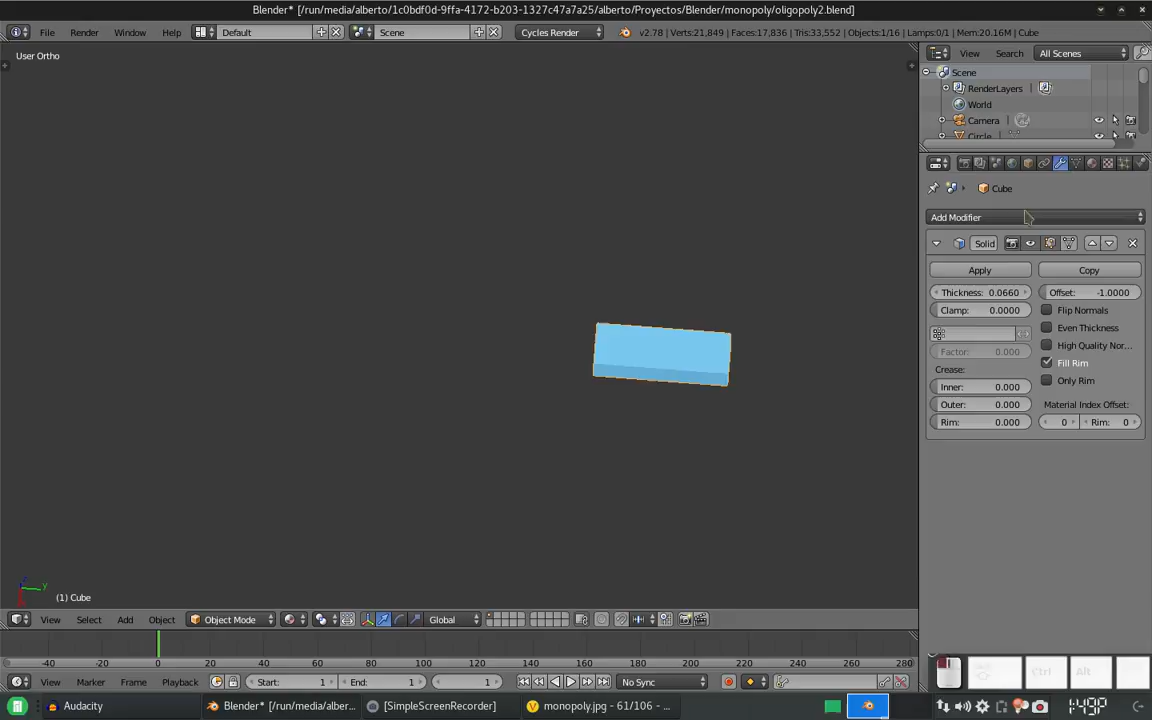 Blender* [/run/media/alberto/1c0bdf0d-9ffa-4172-b203-1327c47a7a25/alberto/Proyectos/Blender/monopoly/oligopoly2.blend]
File Render Window Help Default Scene Cycles Render v2.78 | Verts:21,849 | Faces:17,836 | Tris:33,552 | Objects:1/16 | Lamps:0/1 | Mem:20.16M | Cube
User Ortho
View Search All Scenes
Scene
RenderLayers
World
Camera
Circle
Cube
Add Modifier
Solid
Apply Copy
Thickness: 0.0660 Offset: -1.0000
Clamp: 0.0000 Flip Normals
Even Thickness
High Quality Nor...
Factor: 0.000 Fill Rim
Crease: Only Rim
Inner: 0.000
Outer: 0.000 Material Index Offset:
Rim: 0.000 0 Rim: 0
(1) Cube
View Select Add Object Object Mode Global
-40 -20 0 20 40 60 80 100 120 140 160 180 200 220 240 260 280
View Marker Frame Playback Start: 1 End: 1 1 No Sync
Ctrl Alt
Audacity Blender* [/run/media/alber... [SimpleScreenRecorder] monopoly.jpg - 61/106 - ...